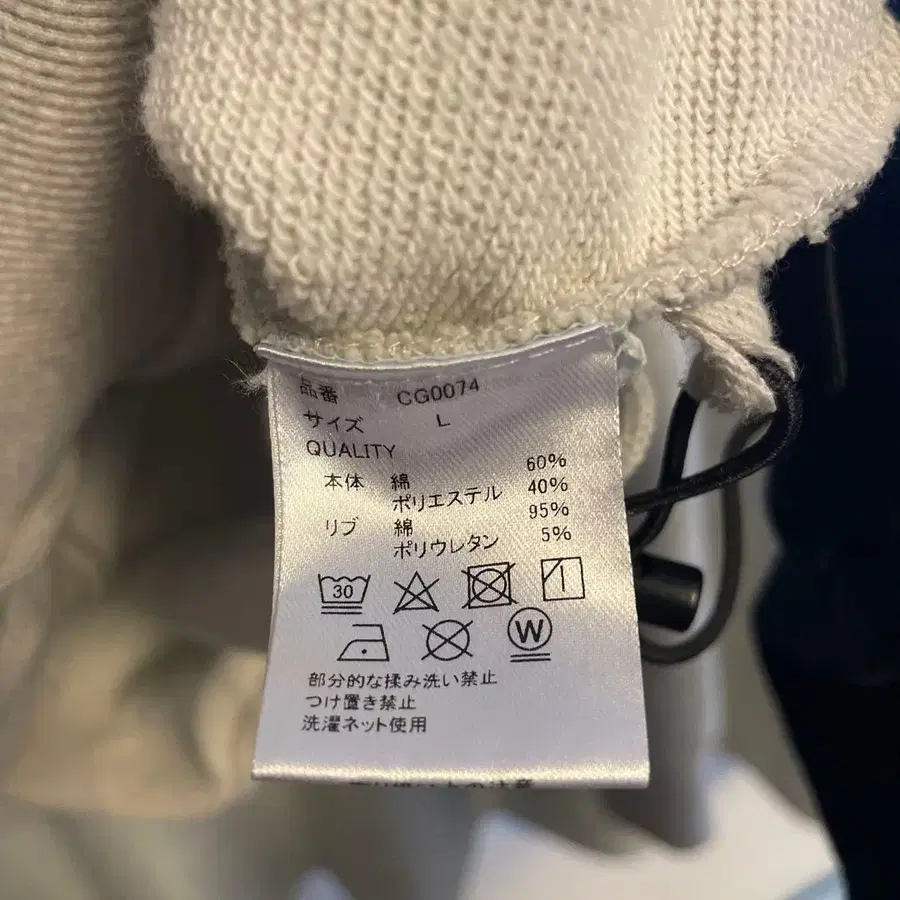 品番 CG0074
サイズ L
QUALITY
本体 綿 60%
ポリエステル 40%
リブ 綿 95%
ポリウレタン 5%
30
W
部分的な揉み洗い禁止
つけ置き禁止
洗濯ネット使用